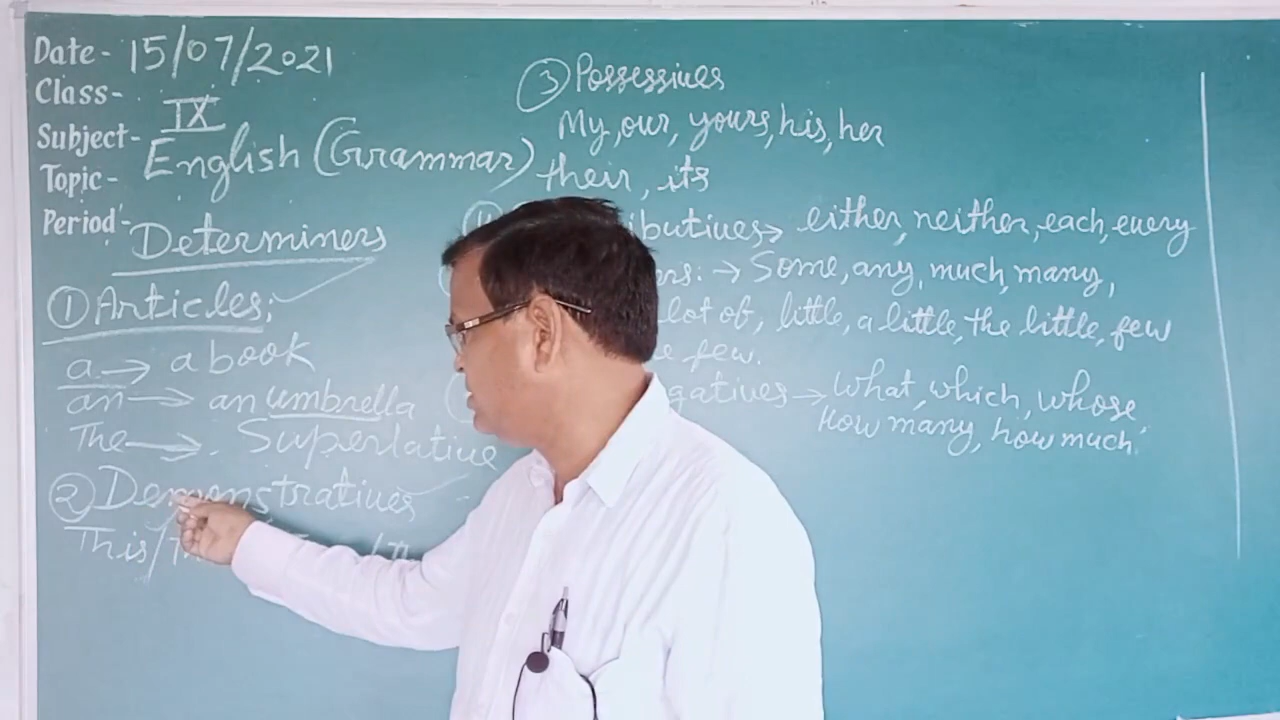 Date- 15/07/2021
Class- IX
Subject- English (Grammar)
Topic-
Period- Determiners
① Articles:
a → a book
an → an umbrella
The → Superlative
② Demonstratives
This/
③ Possessives
My, our, yours, his, her
their, its
→ either, neither, each, every
→ Some, any, much, many,
lot of, little, a little, the little, few
few.
→ What, which, whose
How many, how much